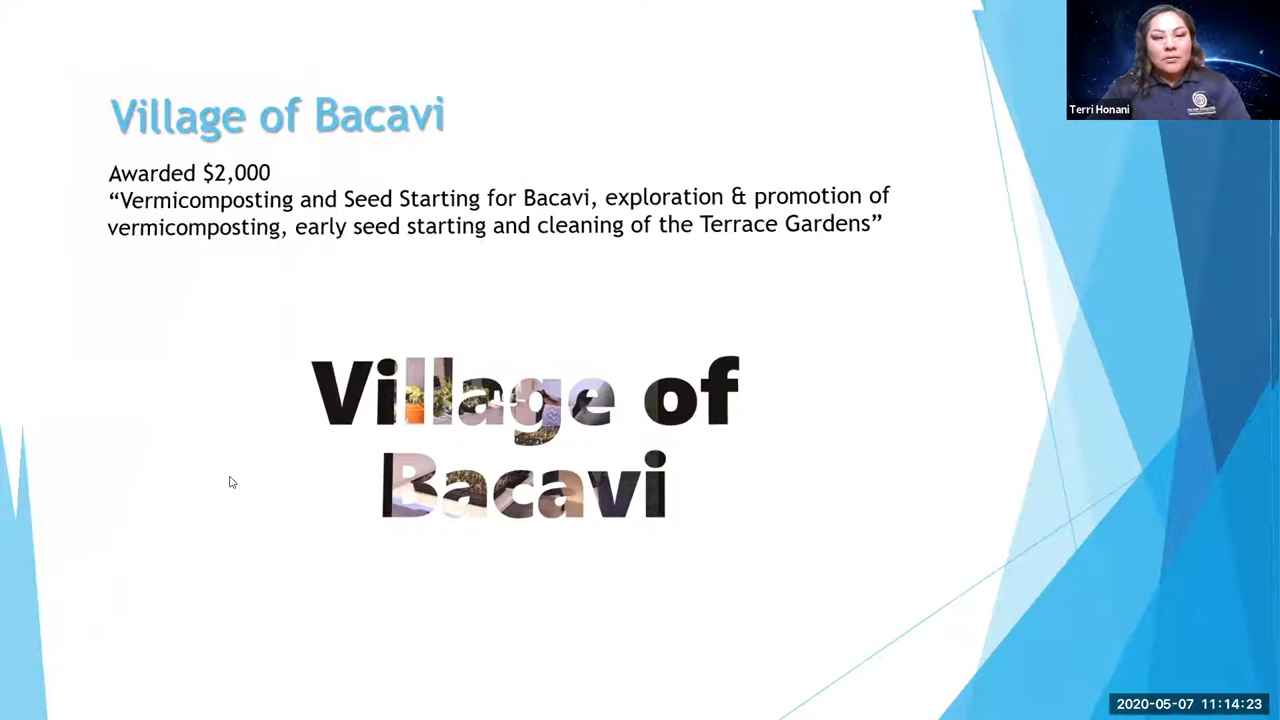 Village of Bacavi
Awarded $2,000
“Vermicomposting and Seed Starting for Bacavi, exploration & promotion of
vermicomposting, early seed starting and cleaning of the Terrace Gardens”
Village of
Bacavi
Terri Honani
2020-05-07 11:14:23